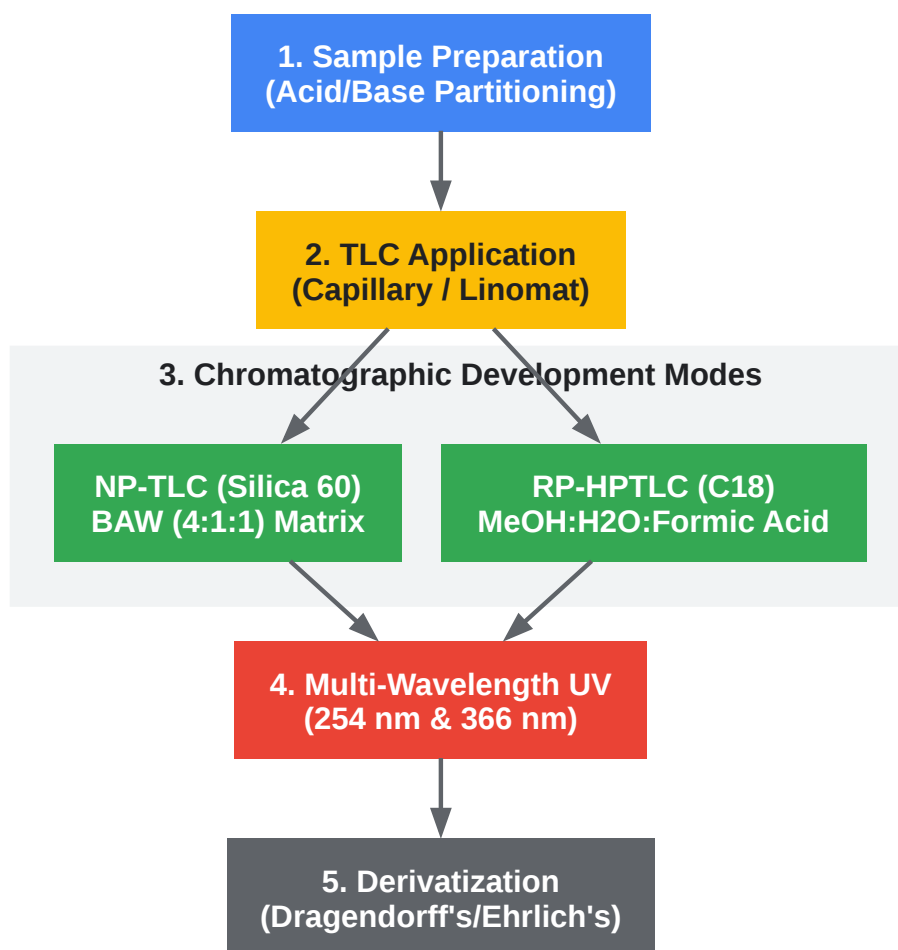 1. Sample Preparation
(Acid/Base Partitioning)
2. TLC Application
(Capillary / Linomat)
3. Chromatographic Development Modes
NP-TLC (Silica 60)
BAW (4:1:1) Matrix
RP-HPTLC (C18)
MeOH:H2O:Formic Acid
4. Multi-Wavelength UV
(254 nm & 366 nm)
5. Derivatization
(Dragendorff's/Ehrlich's)